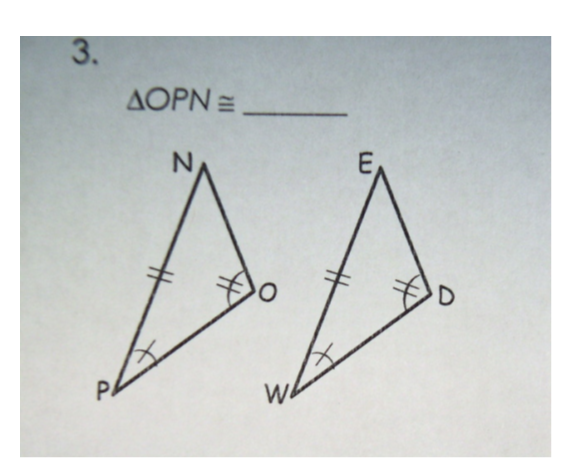 3.
ΔOPN ≅ ________
N
E
O
D
P
W